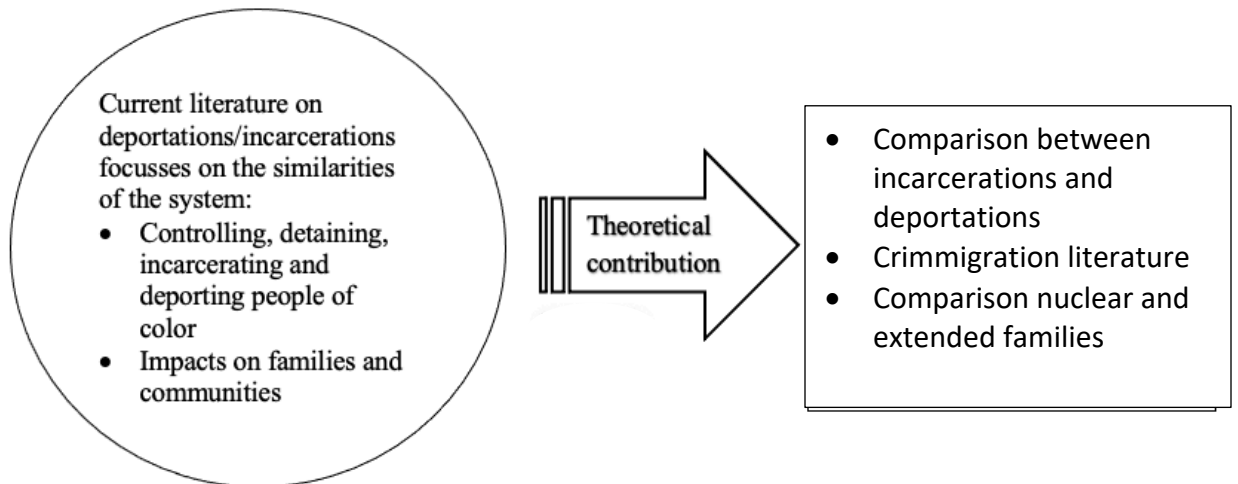 Current literature on
deportations/incarcerations
focusses on the similarities
of the system:
• Controlling, detaining,
incarcerating and
deporting people of
color
• Impacts on families and
communities
Theoretical
contribution
• Comparison between
incarcerations and
deportations
• Crimmigration literature
• Comparison nuclear and
extended families